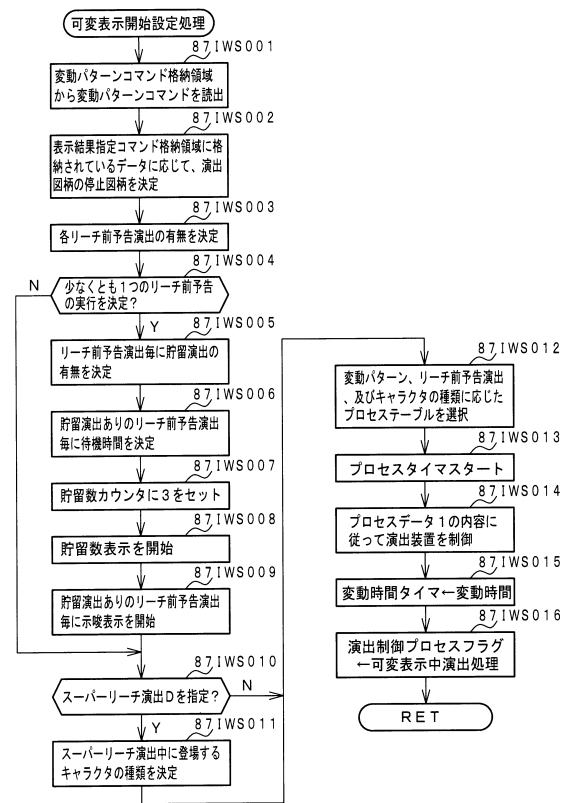 可変表示開始設定処理
87IWS001
変動パターンコマンド格納領域
から変動パターンコマンドを読出
87IWS002
表示結果指定コマンド格納領域に格
納されているデータに応じて、演出
図柄の停止図柄を決定
87IWS003
各リーチ前予告演出の有無を決定
87IWS004
少なくとも1つのリーチ前予告
の実行を決定?
N
Y
87IWS005
リーチ前予告演出毎に貯留演出の
有無を決定
87IWS006
貯留演出ありのリーチ前予告演出
毎に待機時間を決定
87IWS007
貯留数カウンタに3をセット
87IWS008
貯留数表示を開始
87IWS009
貯留演出ありのリーチ前予告演出
毎に示唆表示を開始
87IWS010
スーパーリーチ演出Dを指定?
N
Y
87IWS011
スーパーリーチ演出中に登場する
キャラクタの種類を決定
87IWS012
変動パターン、リーチ前予告演出
、及びキャラクタの種類に応じた
プロセステーブルを選択
87IWS013
プロセスタイマスタート
87IWS014
プロセスデータ1の内容に
従って演出装置を制御
87IWS015
変動時間タイマ←変動時間
87IWS016
演出制御プロセスフラグ
←可変表示中演出処理
RET